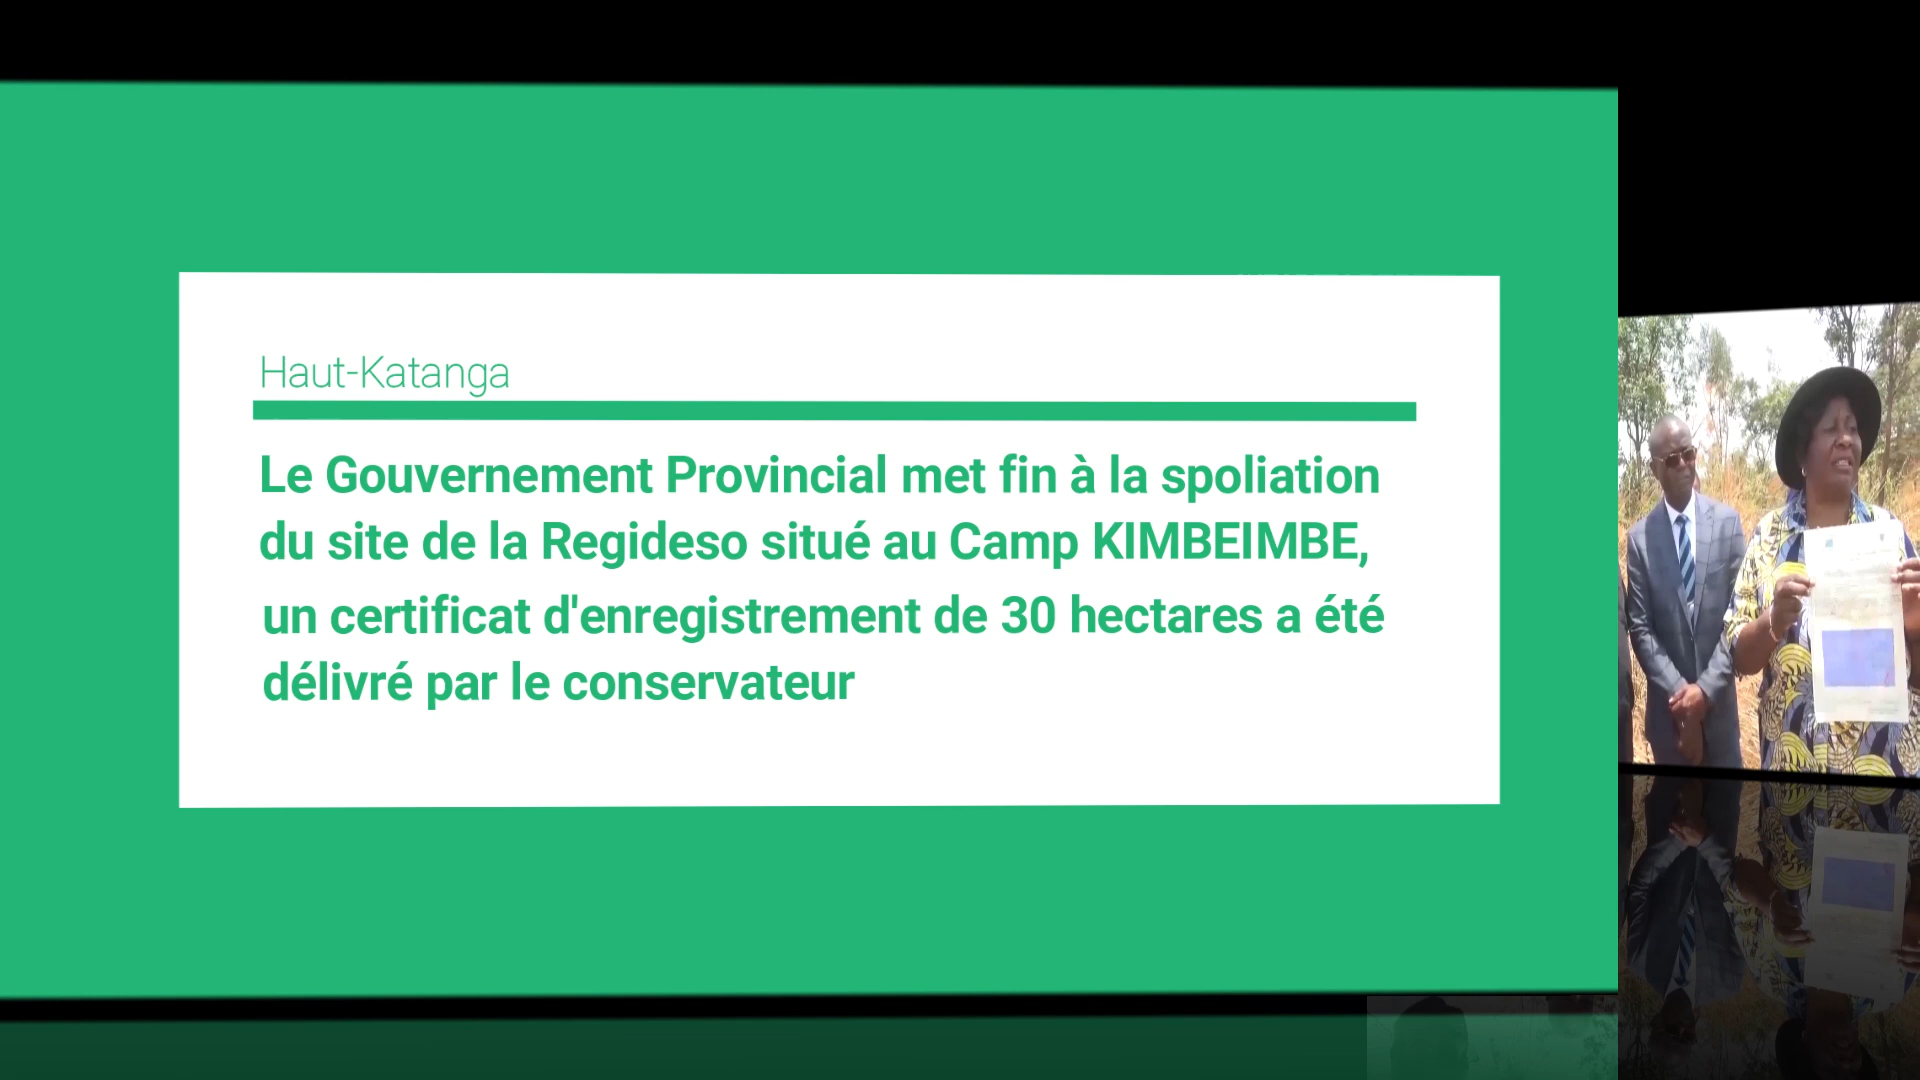 Haut-Katanga
Le Gouvernement Provincial met fin à la spoliation
du site de la Regideso situé au Camp KIMBEIMBE,
un certificat d'enregistrement de 30 hectares a été
délivré par le conservateur